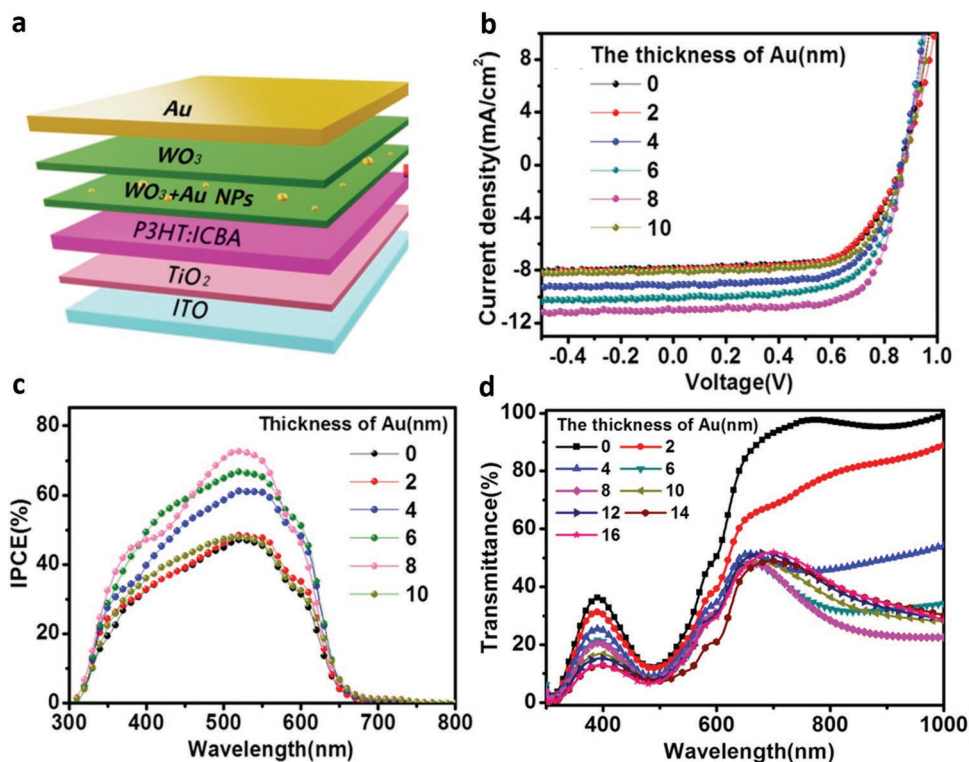 a
Au
WO₃
WO₃+Au NPs
P3HT:ICBA
TiO₂
ITO
b
The thickness of Au(nm)
0
2
4
6
8
10
Current density(mA/cm²)
8
4
0
-4
-8
-12
-0.4 -0.2 0.0 0.2 0.4 0.6 0.8 1.0
Voltage(V)
c
Thickness of Au(nm)
0
2
4
6
8
10
IPCE(%)
80
60
40
20
0
300 400 500 600 700 800
Wavelength(nm)
d
The thickness of Au(nm)
0 2
4 6
8 10
12 14
16
Transmittance(%)
100
80
60
40
20
0
400 600 800 1000
Wavelength(nm)